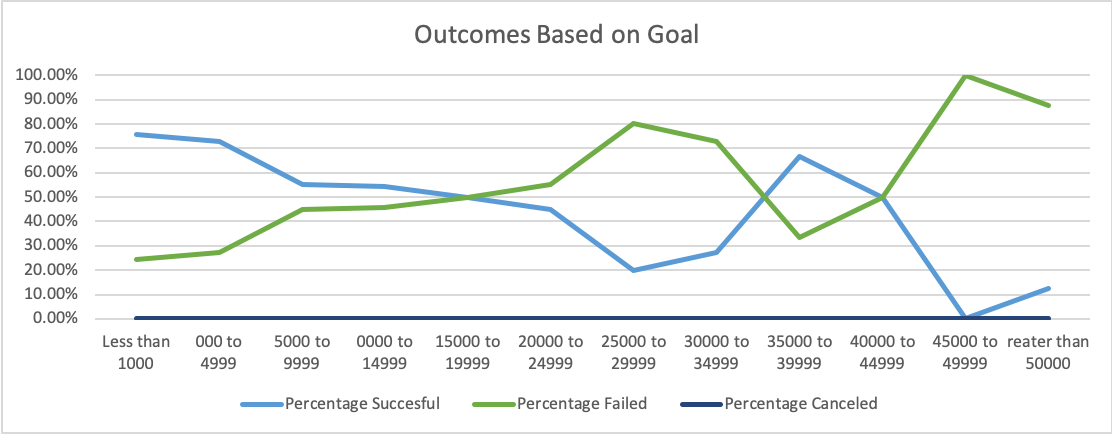 Outcomes Based on Goal
100.00%
90.00%
80.00%
70.00%
60.00%
50.00%
40.00%
30.00%
20.00%
10.00%
0.00%
Less than 000 to 5000 to 0000 to 15000 to 20000 to 25000 to 30000 to 35000 to 40000 to 45000 to reater than
1000 4999 9999 14999 19999 24999 29999 34999 39999 44999 49999 50000
Percentage Succesful Percentage Failed Percentage Canceled